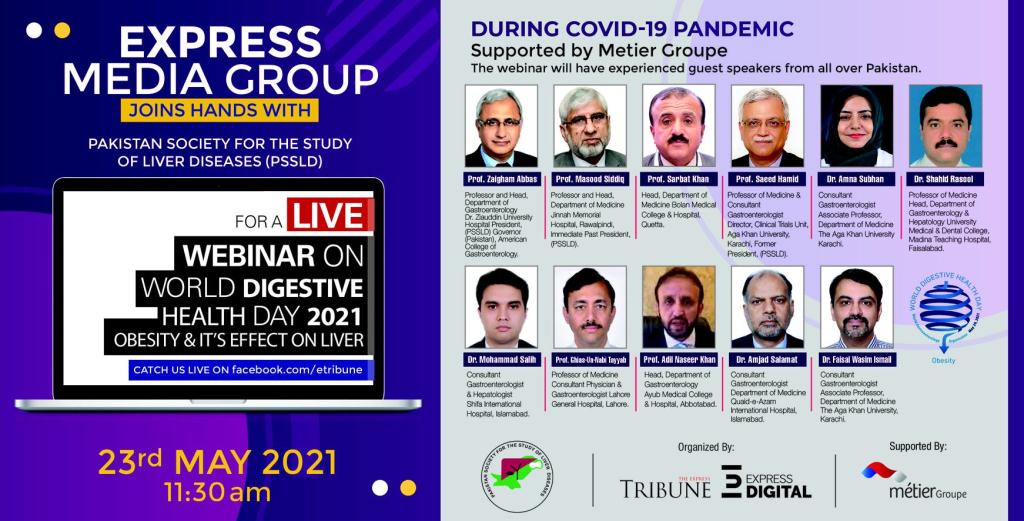 EXPRESS
MEDIA GROUP
JOINS HANDS WITH
PAKISTAN SOCIETY FOR THE STUDY
OF LIVER DISEASES (PSSLD)
FOR A LIVE
WEBINAR ON
WORLD DIGESTIVE
HEALTH DAY 2021
OBESITY & IT'S EFFECT ON LIVER
CATCH US LIVE ON facebook.com/etribune
23rd MAY 2021
11:30 am
DURING COVID-19 PANDEMIC
Supported by Metier Groupe
The webinar will have experienced guest speakers from all over Pakistan.
Prof. Zaigham Abbas
Professor and Head,
Department of
Gastroenterology
Dr. Ziauddin University
Hospital President,
(PSSLD) Governor
(Pakistan), American
College of
Gastroenterology.
Prof. Masood Siddiq
Professor and Head,
Department of Medicine
Jinnah Memorial
Hospital, Rawalpindi,
Immediate Past President,
(PSSLD).
Prof. Sarbat Khan
Head, Department of
Medicine Bolan Medical
College & Hospital,
Quetta.
Prof. Saeed Hamid
Professor of Medicine &
Consultant
Gastroenterologist
Director, Clinical Trials Unit,
Aga Khan University,
Karachi, Former
President, (PSSLD).
Dr. Amna Subhan
Consultant
Gastroenterologist
Associate Professor,
Department of Medicine
The Aga Khan University
Karachi.
Dr. Shahid Rasool
Professor of Medicine
Head, Department of
Gastroenterology &
Hepatology University
Medical & Dental College,
Madina Teaching Hospital,
Faisalabad.
Dr. Mohammad Salih
Consultant
Gastroenterologist
& Hepatologist
Shifa International
Hospital, Islamabad.
Prof. Ghias-Un-Nabi Tayyab
Professor of Medicine
Consultant Physician &
Gastroenterologist Lahore
General Hospital, Lahore.
Prof. Adil Naseer Khan
Head, Department of
Gastroenterology
Ayub Medical College
& Hospital, Abbotabad.
Dr. Amjad Salamat
Consultant
Gastroenterologist
Department of Medicine
Quaid-e-Azam
International Hospital,
Islamabad.
Dr. Faisal Wasim Ismail
Consultant
Gastroenterologist
Associate Professor,
Department of Medicine
The Aga Khan University,
Karachi.
WORLD DIGESTIVE HEALTH DAY
Obesity
PAKISTAN SOCIETY FOR THE STUDY OF LIVER DISEASES
Organized By:
THE EXPRESS
TRIBUNE
EXPRESS
DIGITAL
Supported By:
métier Groupe